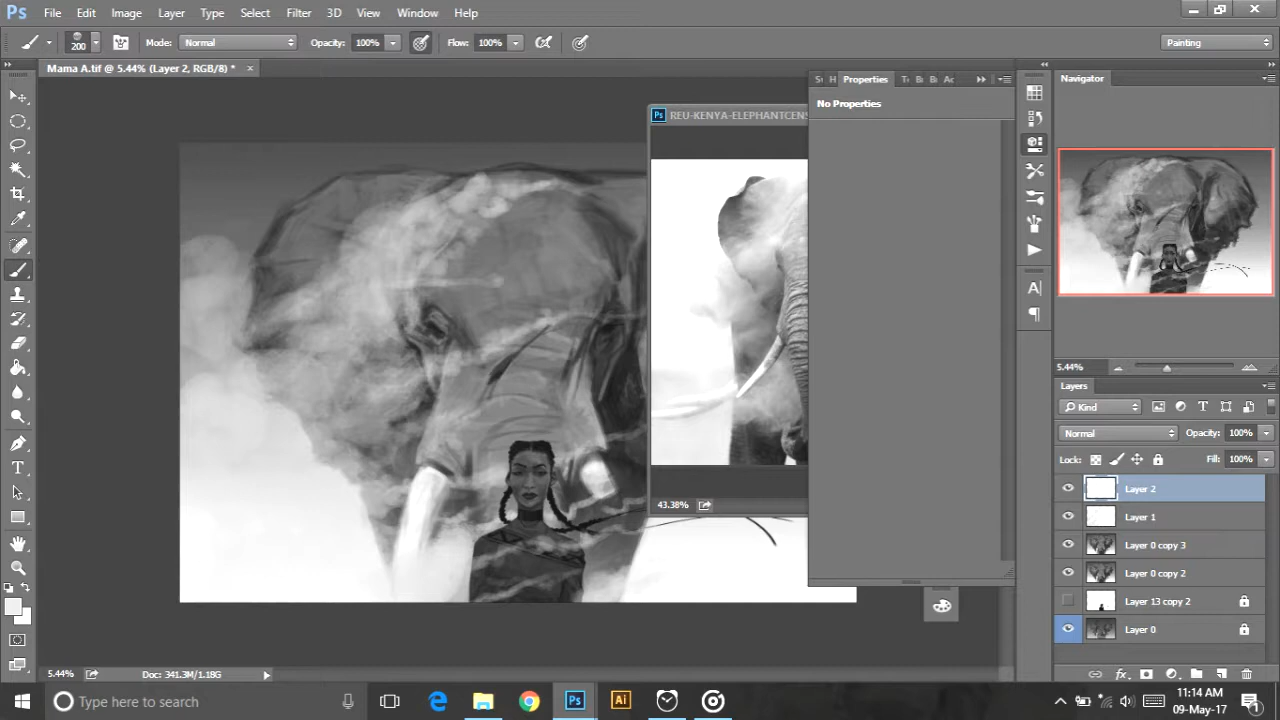 Ps File Edit Image Layer Type Select Filter 3D View Window Help
200 Mode: Normal Opacity: 100% Flow: 100% Painting
Mama A.tif @ 5.44% (Layer 2, RGB/8) * ×
Properties
No Properties
Navigator
Ps REU-KENYA-ELEPHANTCENS
5.44%
Layers
Kind
Normal Opacity: 100%
Lock: Fill: 100%
Layer 2
43.38%
Layer 1
Layer 0 copy 3
Layer 0 copy 2
Layer 13 copy 2
Layer 0
5.44% Doc: 341.3M/1.18G
Type here to search
Ps Ai
11:14 AM
09-May-17